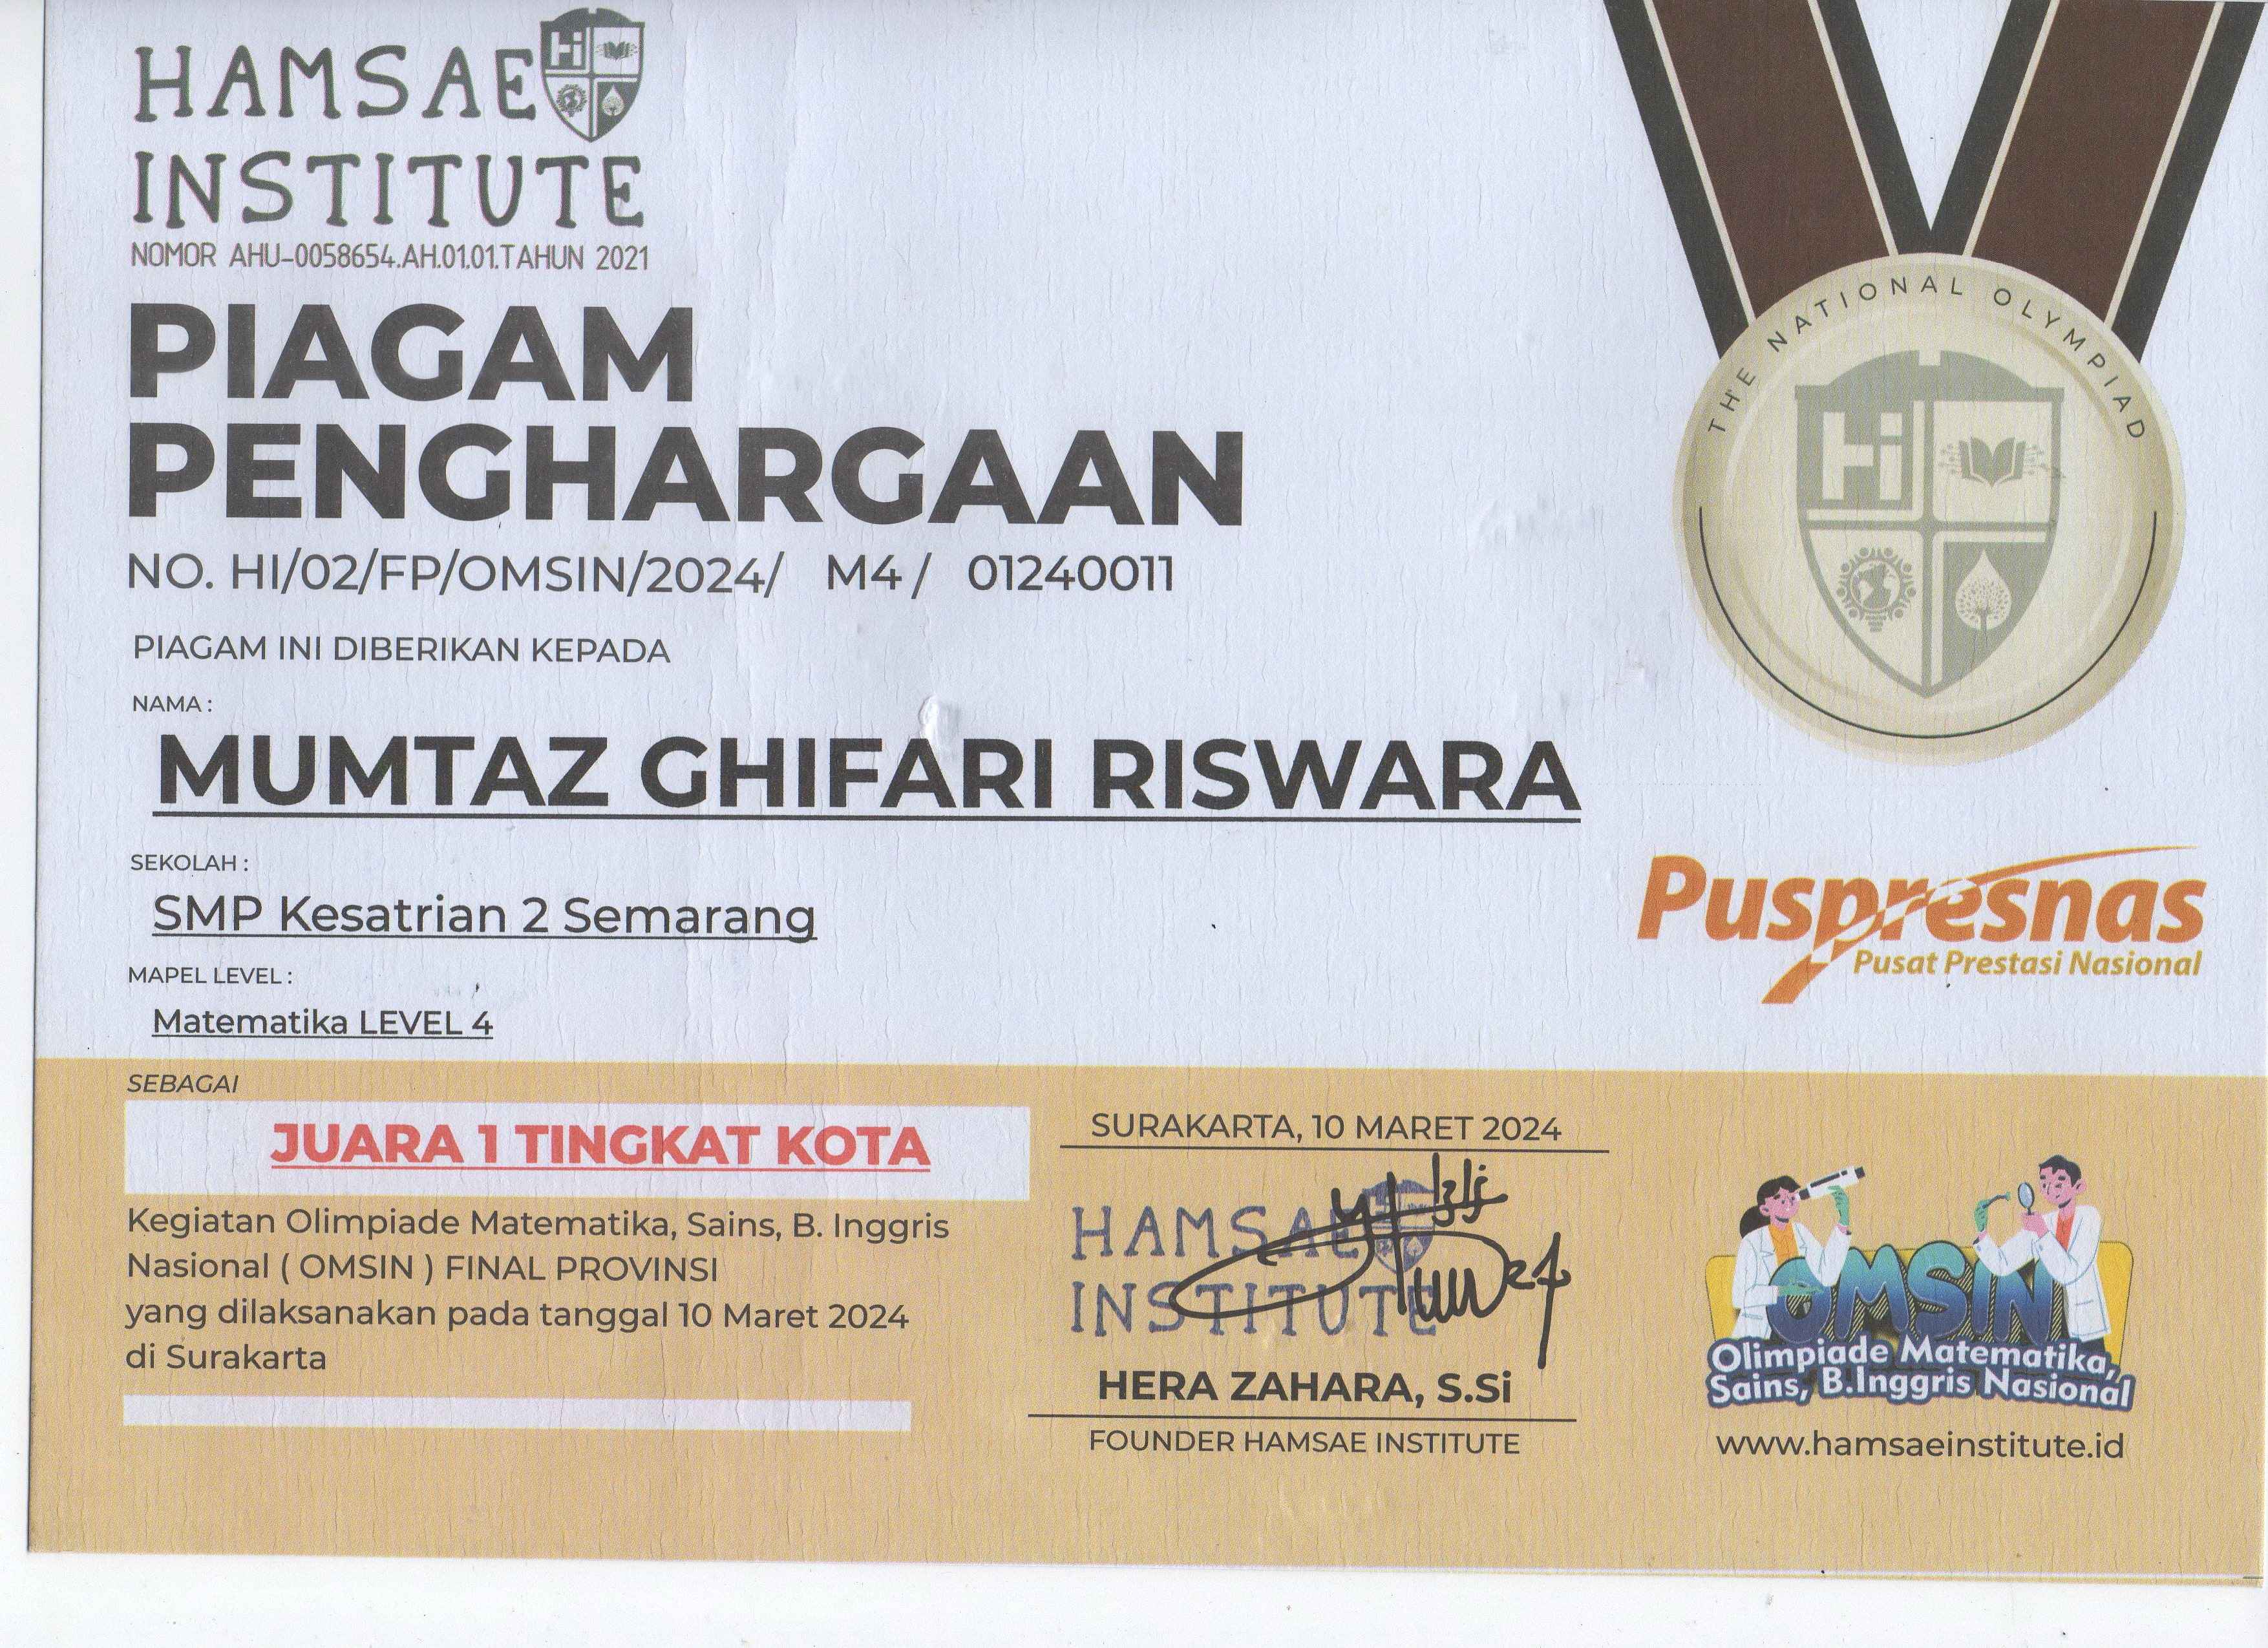 HAMSAE
INSTITUTE
NOMOR AHU-0058654.AH.01.01.TAHUN 2021
PIAGAM
PENGHARGAAN
NO. HI/02/FP/OMSIN/2024/ M4 / 01240011
PIAGAM INI DIBERIKAN KEPADA
NAMA :
MUMTAZ GHIFARI RISWARA
SEKOLAH :
SMP Kesatrian 2 Semarang
MAPEL LEVEL :
Matematika LEVEL 4
THE NATIONAL OLYMPIAD
Hi
Puspresnas
Pusat Prestasi Nasional
SEBAGAI
JUARA 1 TINGKAT KOTA
Kegiatan Olimpiade Matematika, Sains, B. Inggris
Nasional ( OMSIN ) FINAL PROVINSI
yang dilaksanakan pada tanggal 10 Maret 2024
di Surakarta
SURAKARTA, 10 MARET 2024
HAMSAE
INSTITUTE
HERA ZAHARA, S.Si
FOUNDER HAMSAE INSTITUTE
OMSIN
Olimpiade Matematika,
Sains, B.Inggris Nasional
www.hamsaeinstitute.id